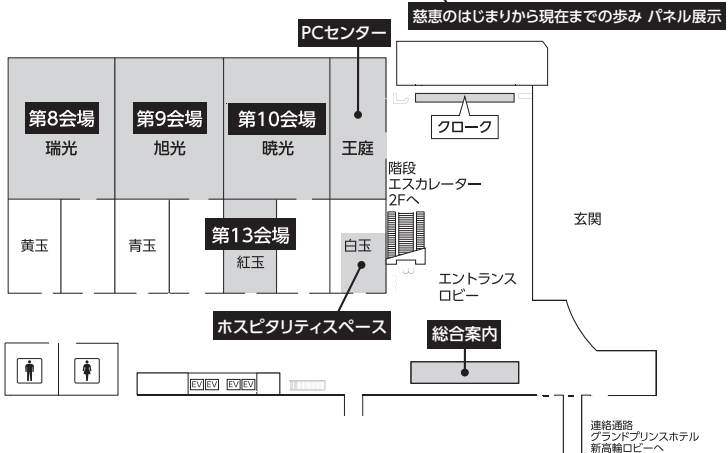 慈恵のはじまりから現在までの歩み パネル展示
PCセンター
クローク
第8会場
瑞光
第9会場
旭光
第10会場
暁光
王庭
階段
エスカレーター
2Fへ
玄関
黄玉
青玉
第13会場
紅玉
白玉
エントランス
ロビー
ホスピタリティスペース
総合案内
EV EV EV EV
連絡通路
グランドプリンスホテル
新高輪ロビーへ